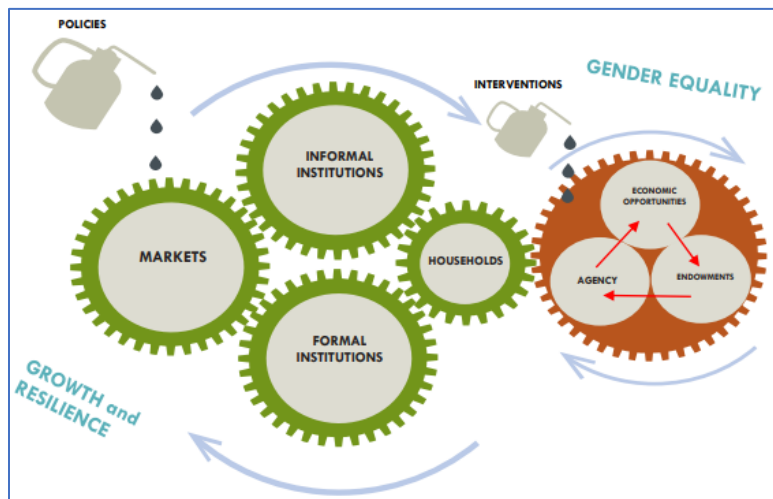 POLICIES
INTERVENTIONS
GENDER EQUALITY
INFORMAL
INSTITUTIONS
ECONOMIC
OPPORTUNITIES
MARKETS
HOUSEHOLDS
AGENCY
ENDOWMENTS
FORMAL
INSTITUTIONS
GROWTH and
RESILIENCE